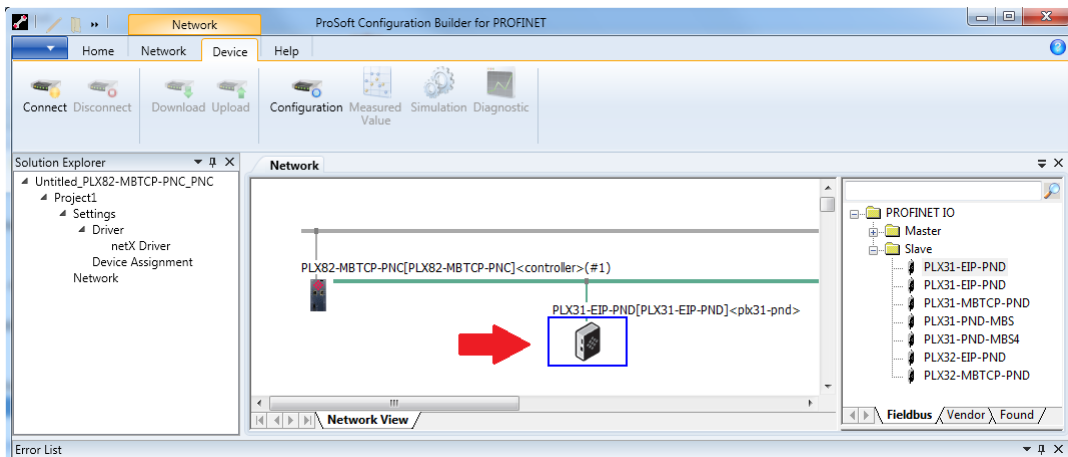 Network
ProSoft Configuration Builder for PROFINET
Home Network Device Help
Connect Disconnect Download Upload Configuration Measured Value Simulation Diagnostic
Solution Explorer
Untitled_PLX82-MBTCP-PNC_PNC
Project1
Settings
Driver
netX Driver
Device Assignment
Network
Network
PLX82-MBTCP-PNC[PLX82-MBTCP-PNC]<controller>(#1)
PLX31-EIP-PND[PLX31-EIP-PND]<plx31-pnd>
Network View
PROFINET IO
Master
Slave
PLX31-EIP-PND
PLX31-EIP-PND
PLX31-MBTCP-PND
PLX31-PND-MBS
PLX31-PND-MBS4
PLX32-EIP-PND
PLX32-MBTCP-PND
Fieldbus Vendor Found
Error List